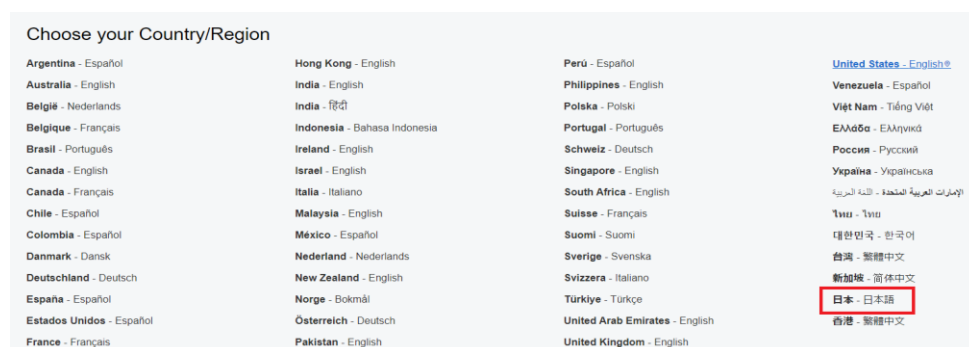 Choose your Country/Region
Argentina - Español
Australia - English
België - Nederlands
Belgique - Français
Brasil - Português
Canada - English
Canada - Français
Chile - Español
Colombia - Español
Danmark - Dansk
Deutschland - Deutsch
España - Español
Estados Unidos - Español
France - Français
Hong Kong - English
India - English
India - हिंदी
Indonesia - Bahasa Indonesia
Ireland - English
Israel - English
Italia - Italiano
Malaysia - English
México - Español
Nederland - Nederlands
New Zealand - English
Norge - Bokmål
Österreich - Deutsch
Pakistan - English
Perú - Español
Philippines - English
Polska - Polski
Portugal - Português
Schweiz - Deutsch
Singapore - English
South Africa - English
Suisse - Français
Suomi - Suomi
Sverige - Svenska
Svizzera - Italiano
Türkiye - Türkçe
United Arab Emirates - English
United Kingdom - English
United States - English
Venezuela - Español
Việt Nam - Tiếng Việt
Ελλάδα - Ελληνικά
Россия - Русский
Україна - Українська
الإمارات العربية المتحدة - اللغة العربية
ไทย - ไทย
대한민국 - 한국어
台湾 - 繁體中文
新加坡 - 简体中文
日本 - 日本語
香港 - 繁體中文